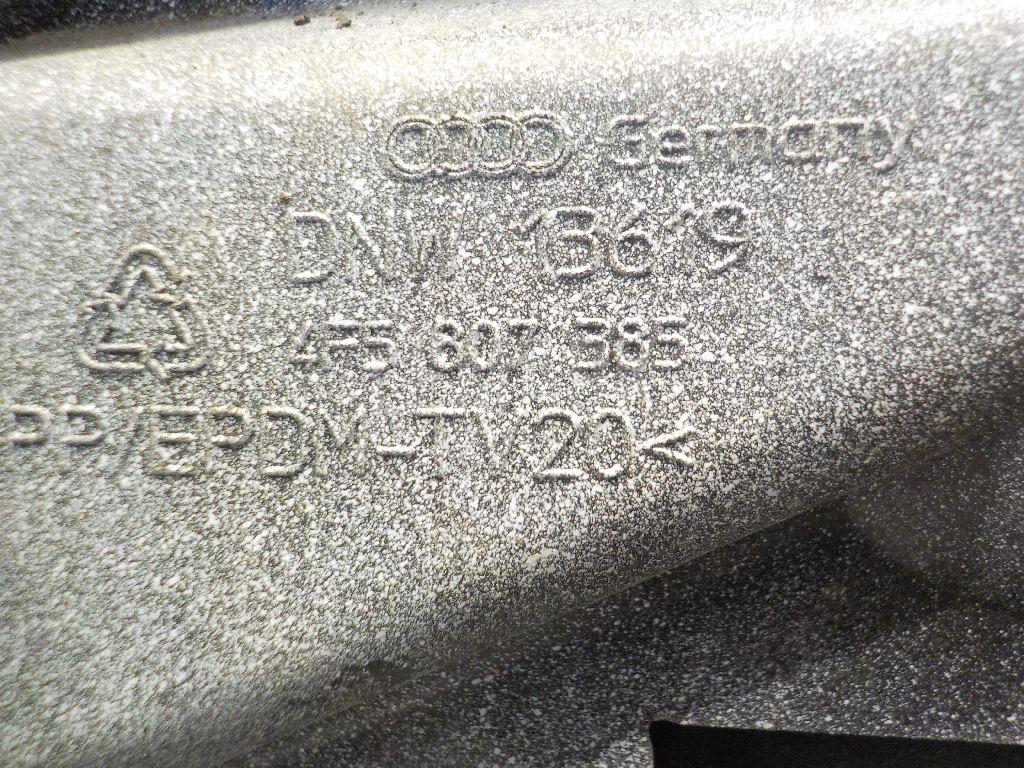 Germany
DNW 13619
4F5 807 385
PP/EPDM-TV20<